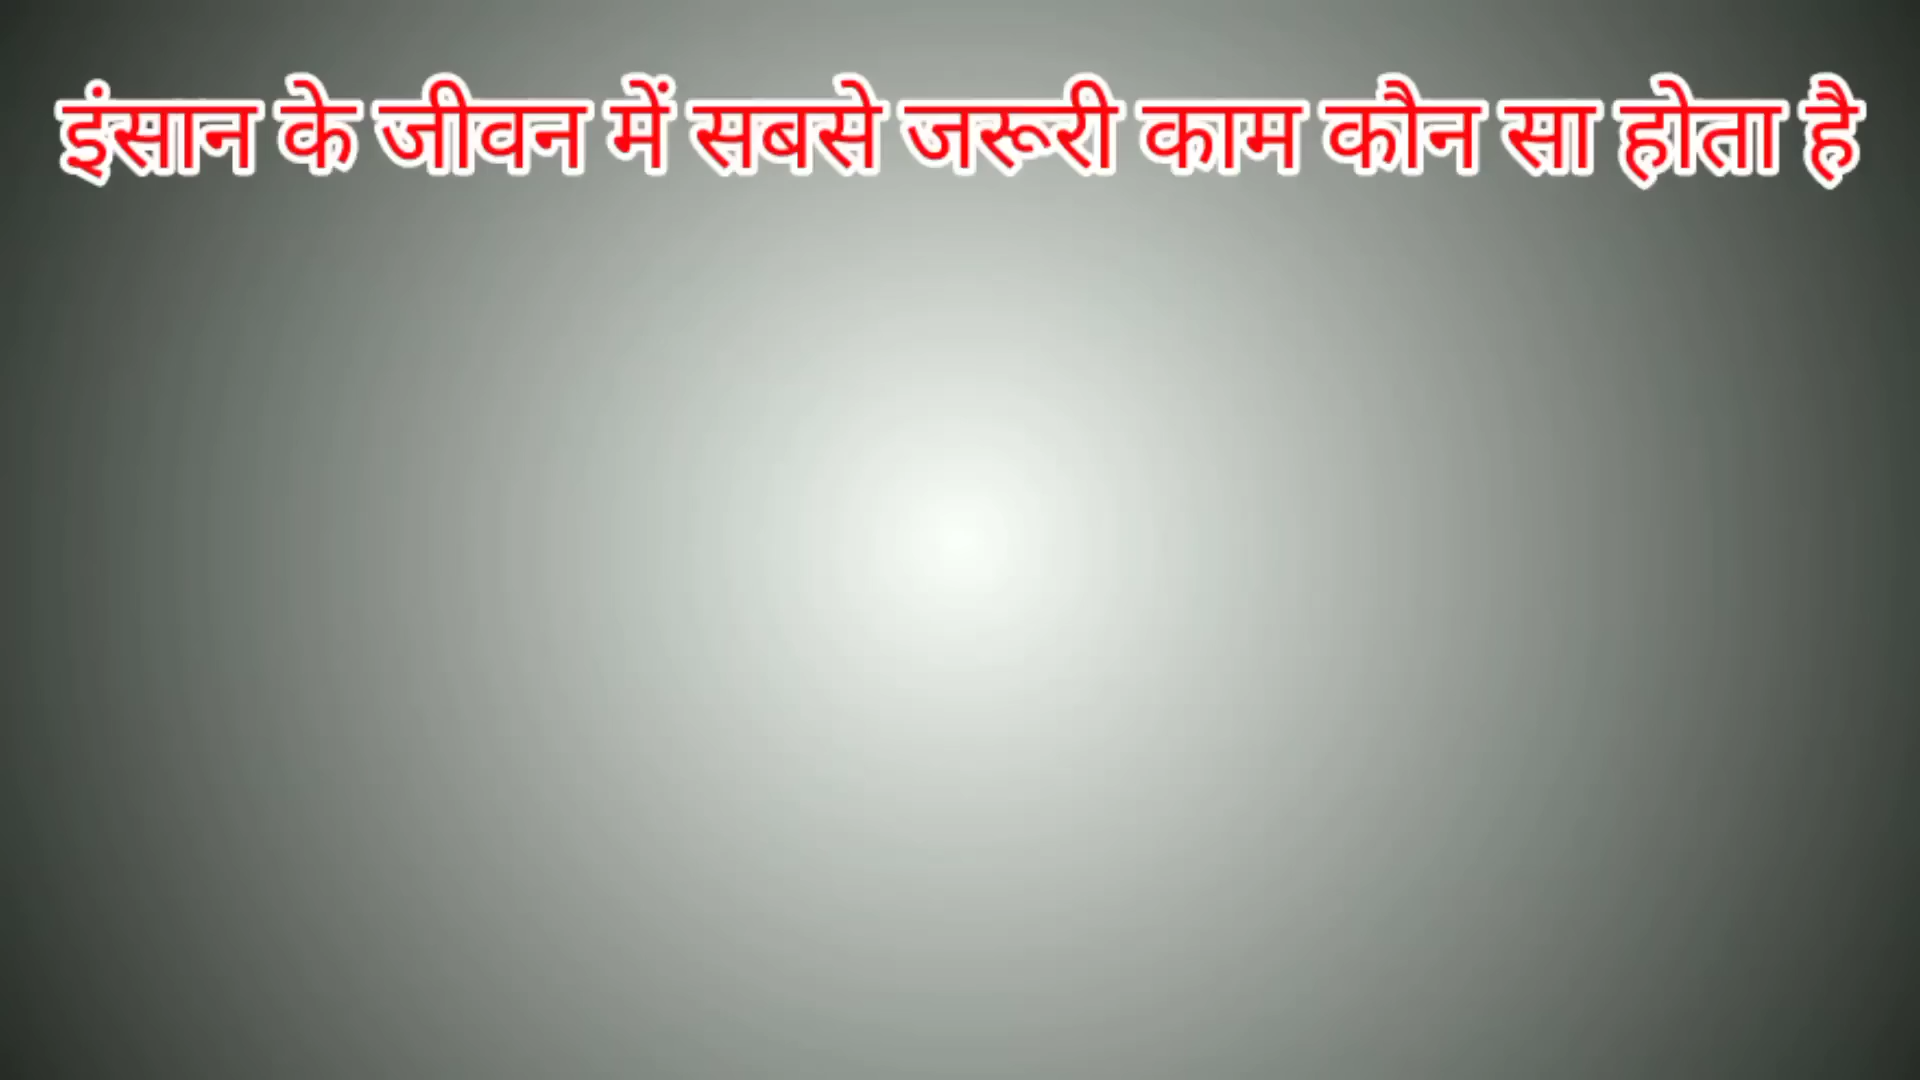 इंसान के जीवन में सबसे जरूरी काम कौन सा होता है